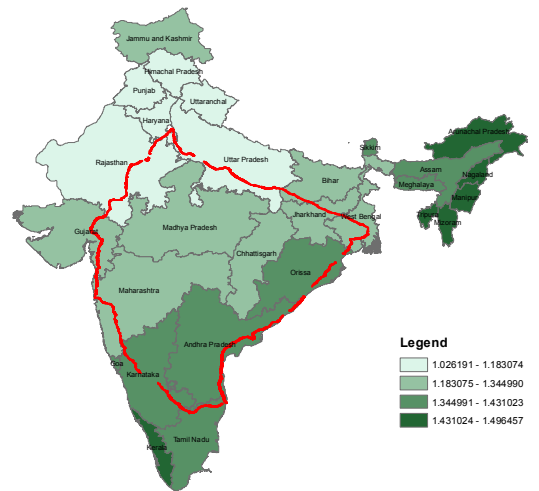 Jammu and Kashmir
Himachal Pradesh
Punjab
Uttaranchal
Haryana
Rajasthan
Uttar Pradesh
Sikkim
Arunachal Pradesh
Assam
Nagaland
Meghalaya
Manipur
Tripura
Mizoram
Bihar
Jharkhand
West Bengal
Gujarat
Madhya Pradesh
Chhattisgarh
Orissa
Maharashtra
Andhra Pradesh
Goa
Karnataka
Tamil Nadu
Kerala
Legend
1.026191 - 1.183074
1.183075 - 1.344990
1.344991 - 1.431023
1.431024 - 1.496457